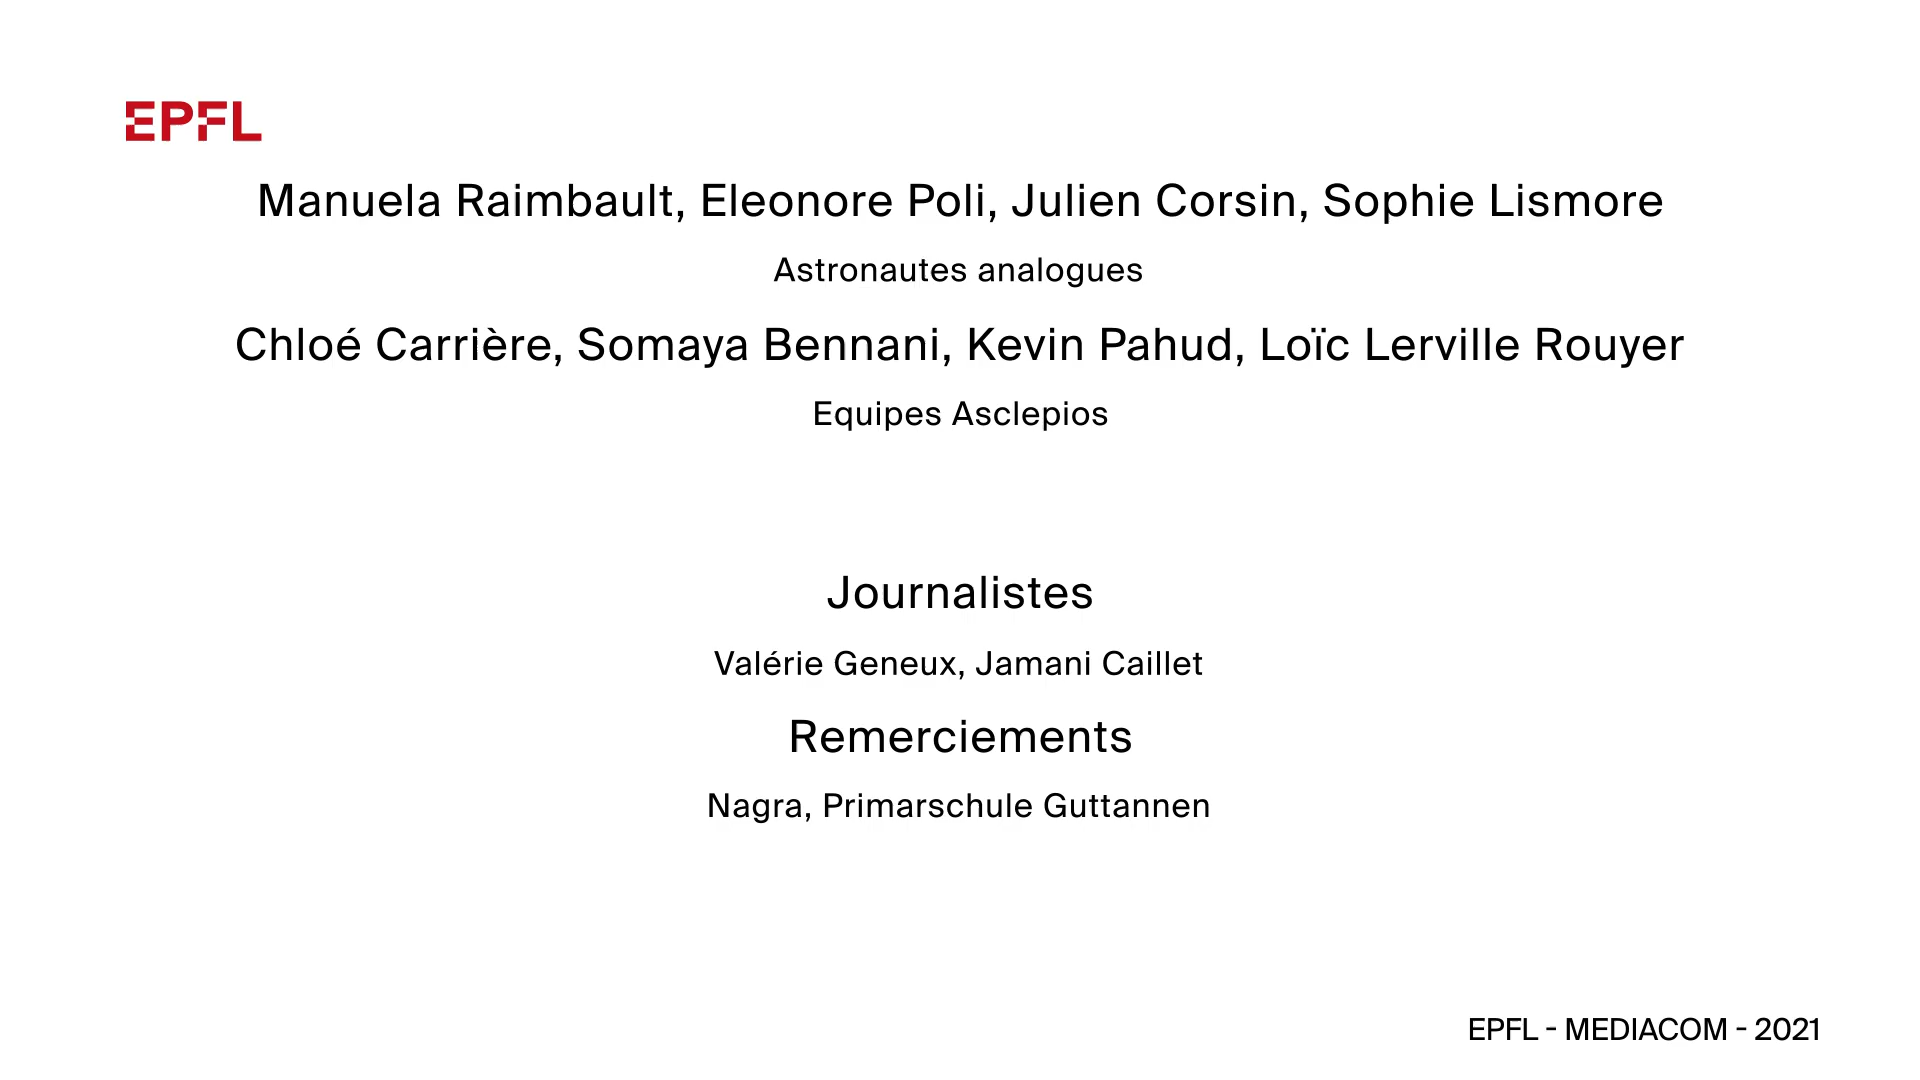 EPFL
Manuela Raimbault, Eleonore Poli, Julien Corsin, Sophie Lismore
Astronautes analogues
Chloé Carrière, Somaya Bennani, Kevin Pahud, Loïc Lerville Rouyer
Equipes Asclepios
Journalistes
Valérie Geneux, Jamani Caillet
Remerciements
Nagra, Primarschule Guttannen
EPFL - MEDIACOM - 2021